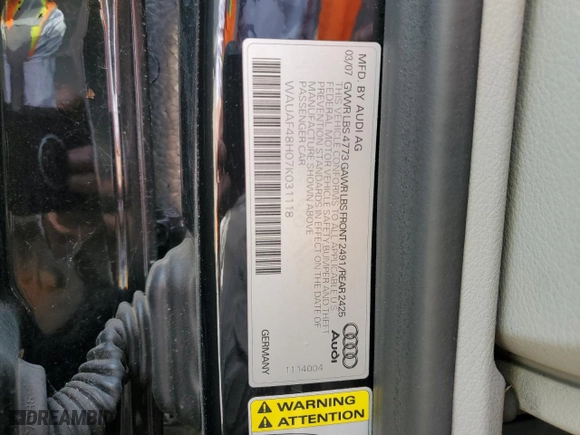 MFD. BY AUDI AG
03/07 GVWR LBS 4773 GAWR LBS FRONT 2491/REAR 2425
THIS VEHICLE CONFORMS TO ALL APPLICABLE U.S.
FEDERAL MOTOR VEHICLE SAFETY, BUMPER AND THEFT
PREVENTION STANDARDS IN EFFECT ON THE DATE OF
MANUFACTURE SHOWN ABOVE
PASSENGER CAR
WAUAF48H07K031118
Audi
1114004
GERMANY
WARNING
ATTENTION
DREAMBID